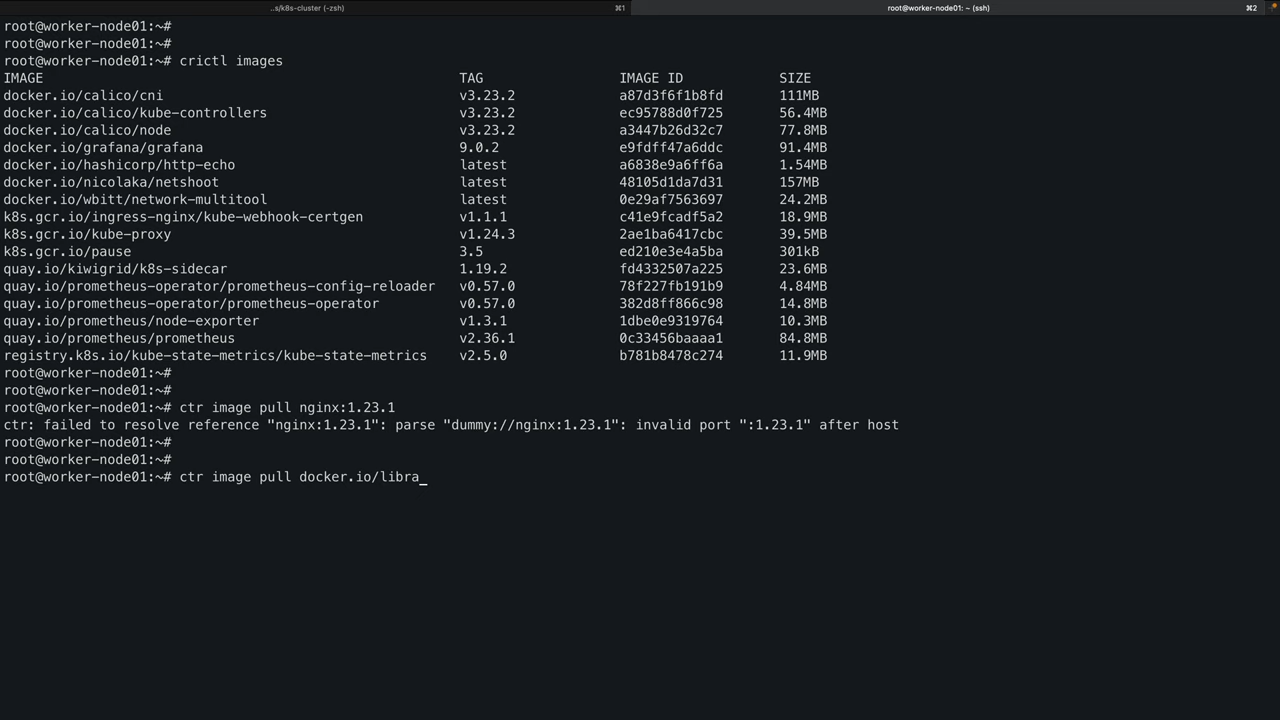 ..s/k8s-cluster (-zsh) ⌘1 root@worker-node01: ~ (ssh) ⌘2
root@worker-node01:~#
root@worker-node01:~#
root@worker-node01:~# crictl images
IMAGE TAG IMAGE ID SIZE
docker.io/calico/cni v3.23.2 a87d3f6f1b8fd 111MB
docker.io/calico/kube-controllers v3.23.2 ec95788d0f725 56.4MB
docker.io/calico/node v3.23.2 a3447b26d32c7 77.8MB
docker.io/grafana/grafana 9.0.2 e9fdff47a6ddc 91.4MB
docker.io/hashicorp/http-echo latest a6838e9a6ff6a 1.54MB
docker.io/nicolaka/netshoot latest 48105d1da7d31 157MB
docker.io/wbitt/network-multitool latest 0e29af7563697 24.2MB
k8s.gcr.io/ingress-nginx/kube-webhook-certgen v1.1.1 c41e9fcadf5a2 18.9MB
k8s.gcr.io/kube-proxy v1.24.3 2ae1ba6417cbc 39.5MB
k8s.gcr.io/pause 3.5 ed210e3e4a5ba 301kB
quay.io/kiwigrid/k8s-sidecar 1.19.2 fd4332507a225 23.6MB
quay.io/prometheus-operator/prometheus-config-reloader v0.57.0 78f227fb191b9 4.84MB
quay.io/prometheus-operator/prometheus-operator v0.57.0 382d8ff866c98 14.8MB
quay.io/prometheus/node-exporter v1.3.1 1dbe0e9319764 10.3MB
quay.io/prometheus/prometheus v2.36.1 0c33456baaaa1 84.8MB
registry.k8s.io/kube-state-metrics/kube-state-metrics v2.5.0 b781b8478c274 11.9MB
root@worker-node01:~#
root@worker-node01:~#
root@worker-node01:~# ctr image pull nginx:1.23.1
ctr: failed to resolve reference "nginx:1.23.1": parse "dummy://nginx:1.23.1": invalid port ":1.23.1" after host
root@worker-node01:~#
root@worker-node01:~#
root@worker-node01:~# ctr image pull docker.io/libra_